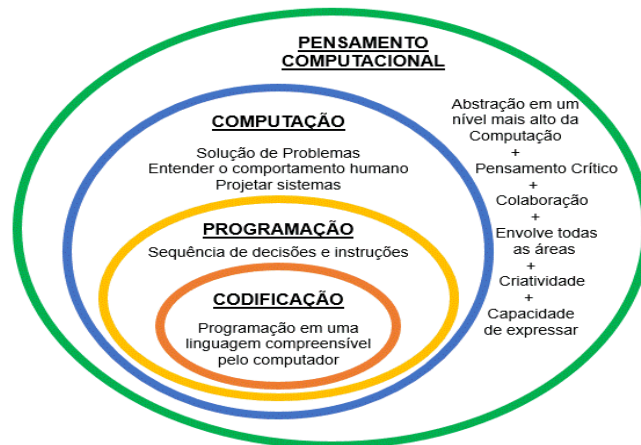 PENSAMENTO
COMPUTACIONAL
COMPUTAÇÃO
Solução de Problemas
Entender o comportamento humano
Projetar sistemas
PROGRAMAÇÃO
Sequência de decisões e instruções
CODIFICAÇÃO
Programação em uma
linguagem compreensível
pelo computador
Abstração em um
nível mais alto da
Computação
+
Pensamento Crítico
+
Colaboração
+
Envolve todas
as áreas
+
Criatividade
+
Capacidade
de expressar